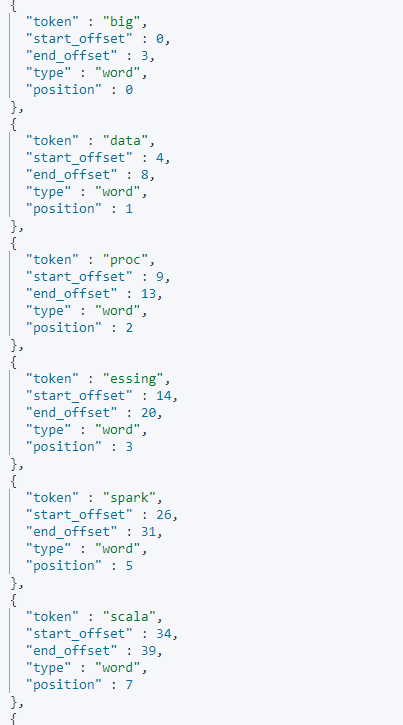 {
"token" : "big",
"start_offset" : 0,
"end_offset" : 3,
"type" : "word",
"position" : 0
},
{
"token" : "data",
"start_offset" : 4,
"end_offset" : 8,
"type" : "word",
"position" : 1
},
{
"token" : "proc",
"start_offset" : 9,
"end_offset" : 13,
"type" : "word",
"position" : 2
},
{
"token" : "essing",
"start_offset" : 14,
"end_offset" : 20,
"type" : "word",
"position" : 3
},
{
"token" : "spark",
"start_offset" : 26,
"end_offset" : 31,
"type" : "word",
"position" : 5
},
{
"token" : "scala",
"start_offset" : 34,
"end_offset" : 39,
"type" : "word",
"position" : 7
},
{